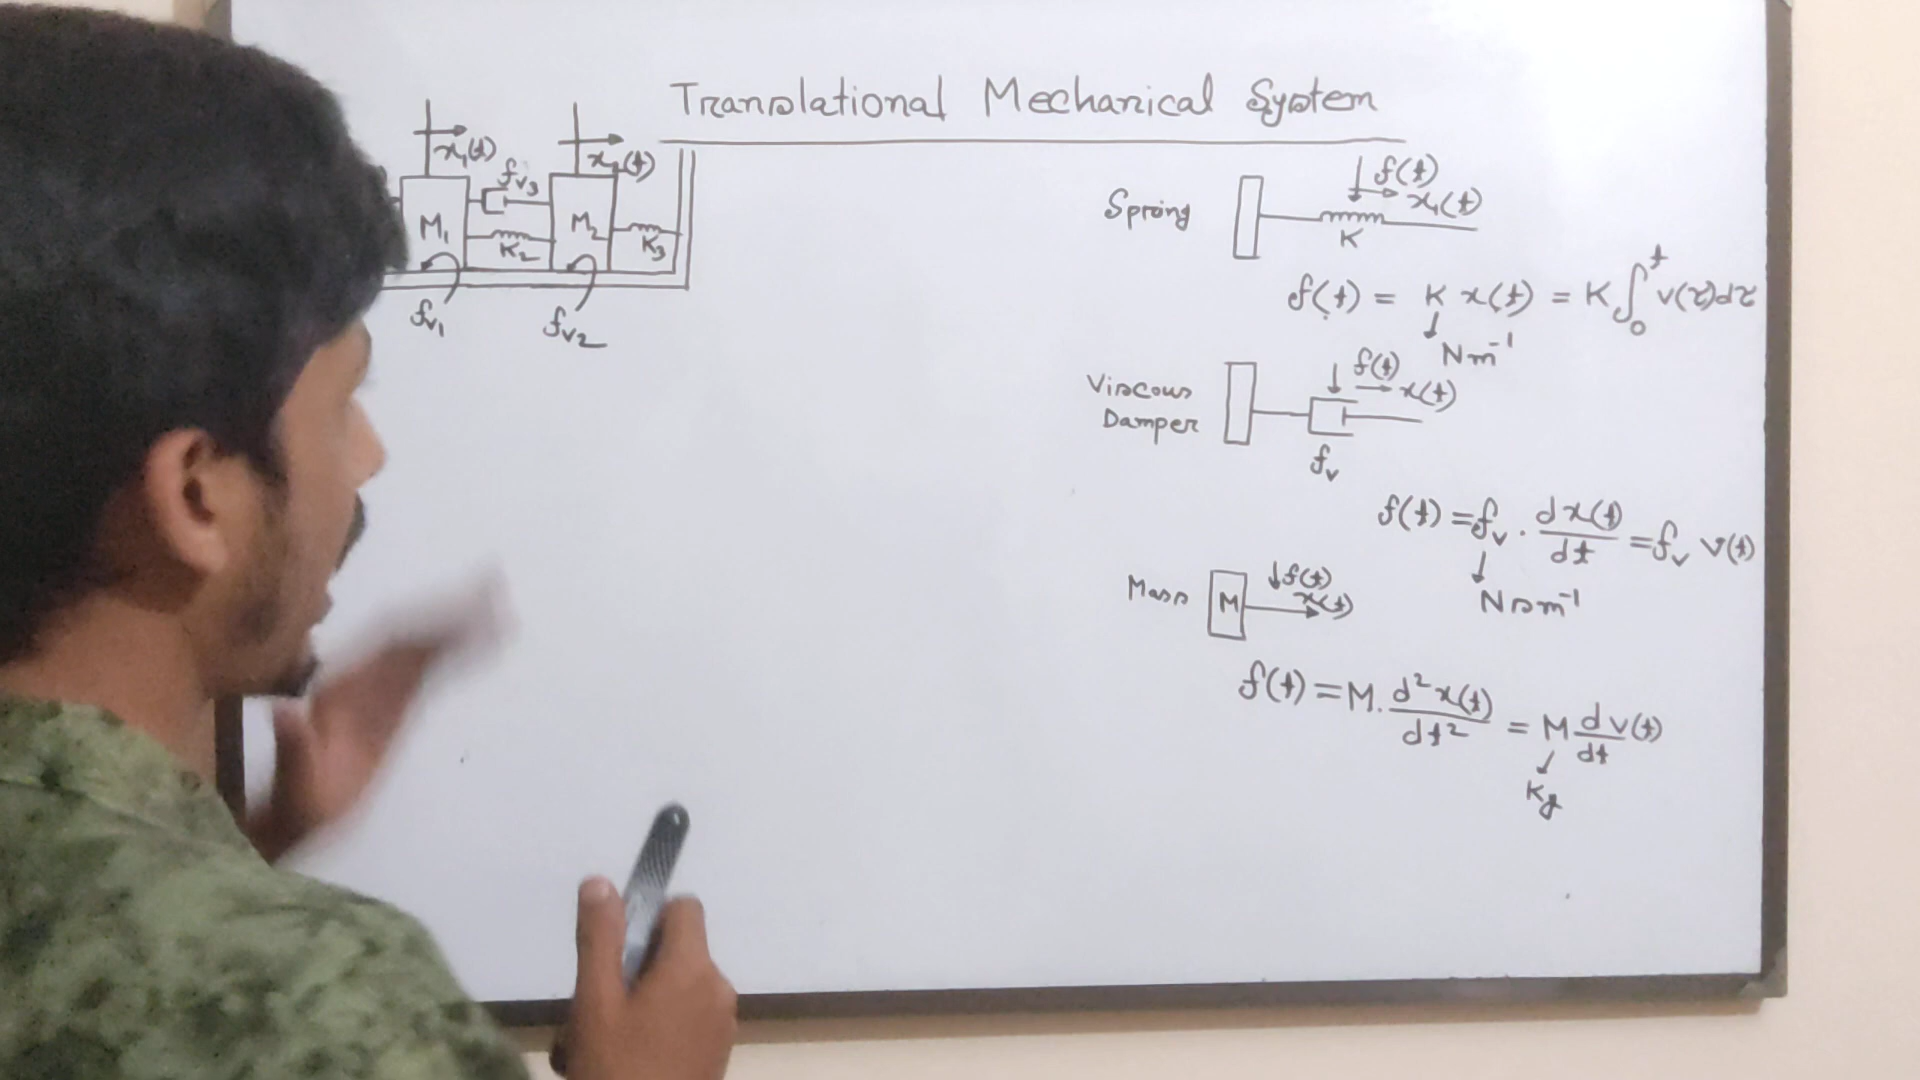 Translational Mechanical System
x₁(t)
x₂(t)
fᵥ₃
M₁
M₂
K₂
K₃
fᵥ₁
fᵥ₂
Spring
f(t)
x₁(t)
K
f(t) = K x(t) = K ∫₀ᵗ v(τ)dτ
Nm⁻¹
Viscous
Damper
f(t)
x(t)
fᵥ
f(t) = fᵥ · dx(t)/dt = fᵥ v(t)
Nsm⁻¹
Mass
M
f(t)
x(t)
f(t) = M. d²x(t)/dt² = M dv(t)/dt
Kg